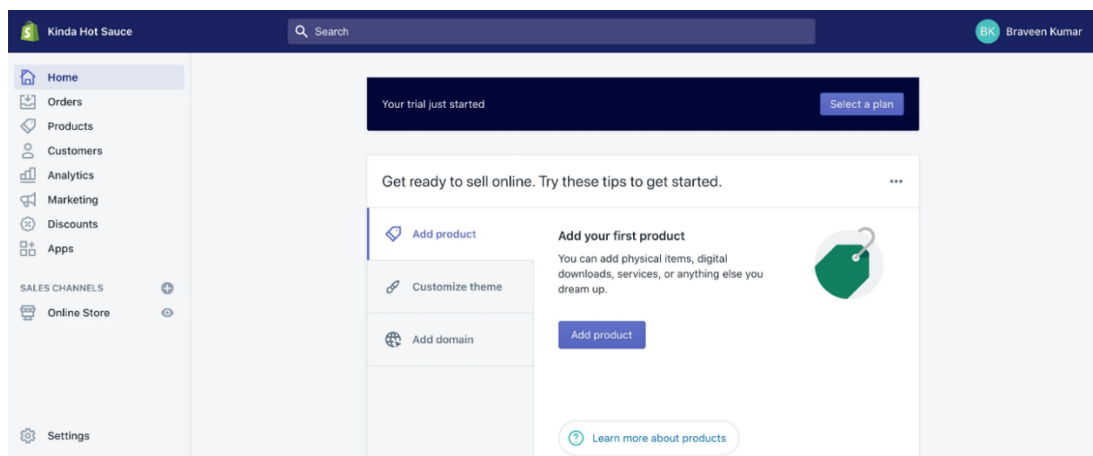 Kinda Hot Sauce
Search
BK Braveen Kumar
Home
Orders
Products
Customers
Analytics
Marketing
Discounts
Apps
SALES CHANNELS
Online Store
Settings
Your trial just started
Select a plan
Get ready to sell online. Try these tips to get started.
Add product
Customize theme
Add domain
Add your first product
You can add physical items, digital
downloads, services, or anything else you
dream up.
Add product
Learn more about products